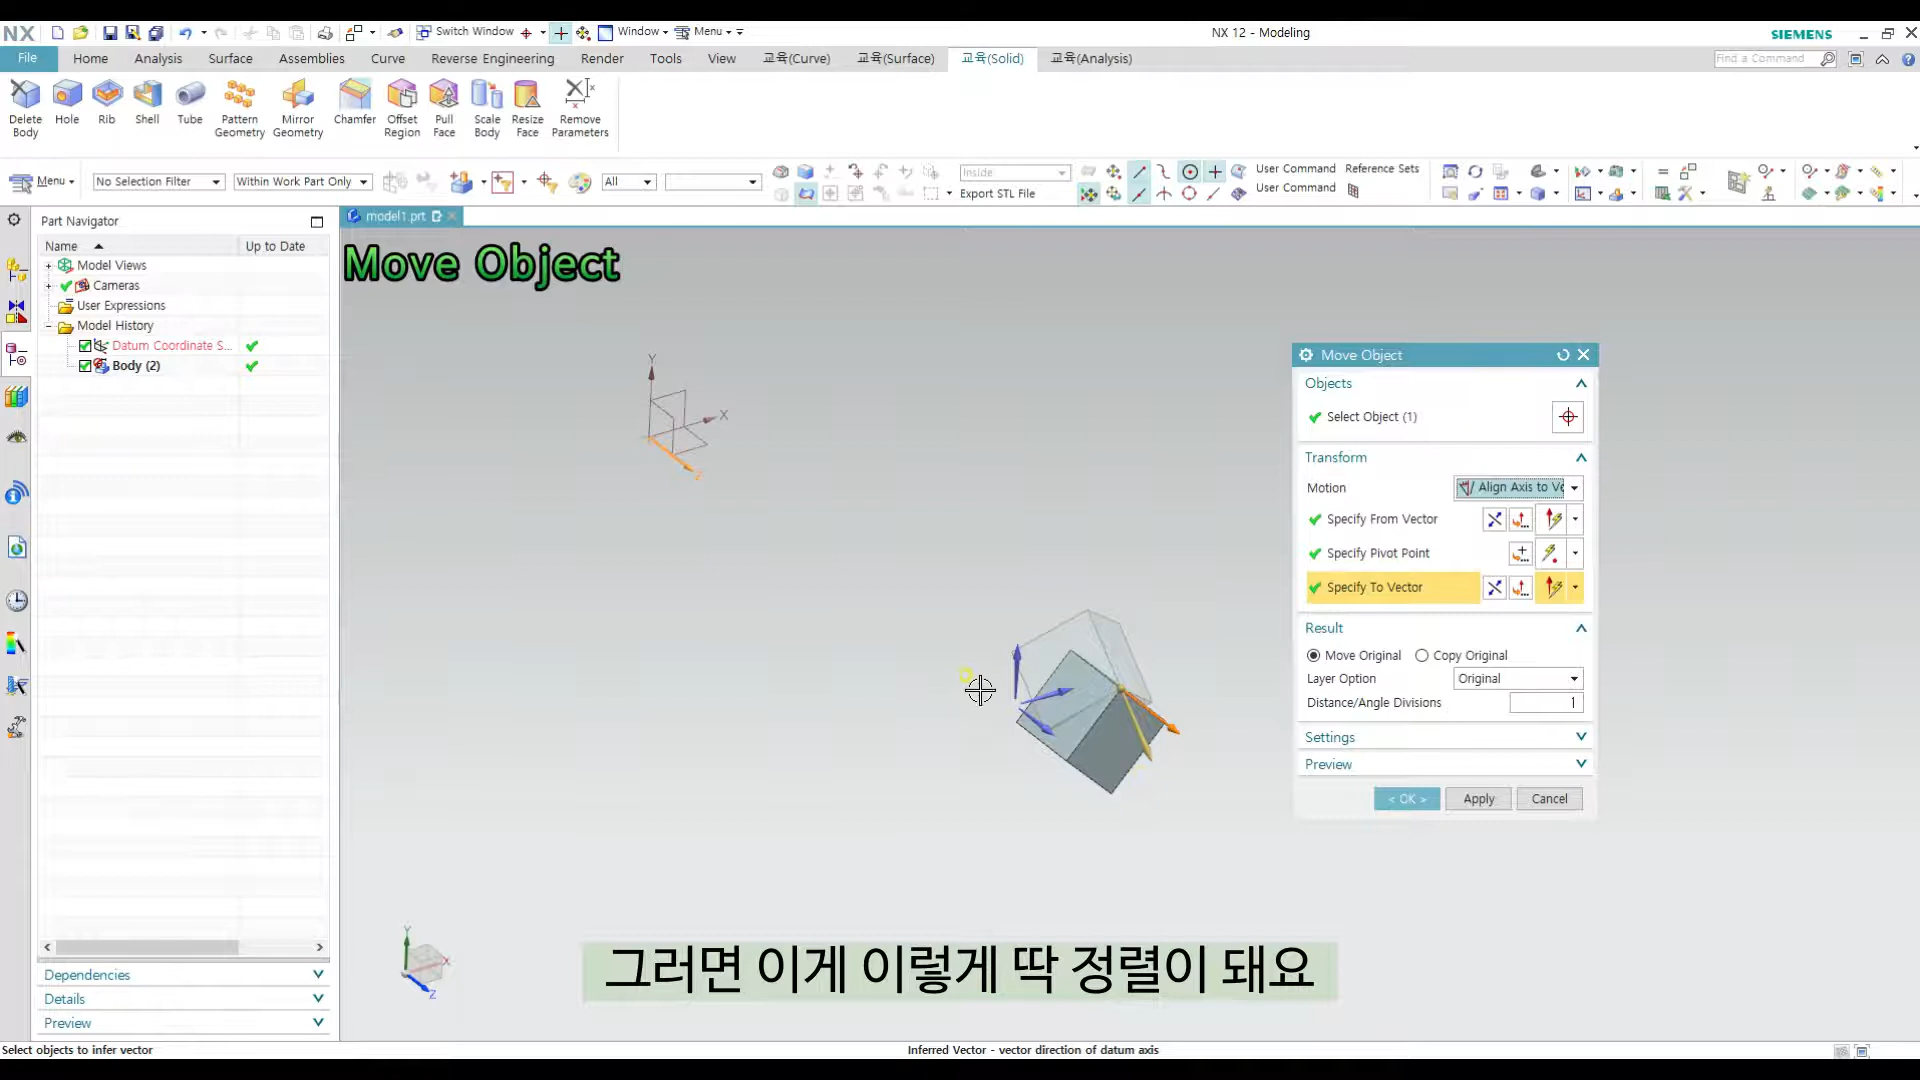 NX
Switch Window
Window
Menu
NX 12 - Modeling
SIEMENS
File
Home
Analysis
Surface
Assemblies
Curve
Reverse Engineering
Render
Tools
View
교육(Curve)
교육(Surface)
교육(Solid)
교육(Analysis)
Find a Command
Delete Body
Hole
Rib
Shell
Tube
Pattern Geometry
Mirror Geometry
Chamfer
Offset Region
Pull Face
Scale Body
Resize Face
Remove Parameters
Menu
No Selection Filter
Within Work Part Only
All
Inside
Export STL File
User Command
Reference Sets
User Command
Part Navigator
model1.prt
Name
Up to Date
Model Views
Cameras
User Expressions
Model History
Datum Coordinate S...
Body (2)
Move Object
Y
X
Z
Move Object
Objects
Select Object (1)
Transform
Motion
Align Axis to Ve
Specify From Vector
Specify Pivot Point
Specify To Vector
Result
Move Original
Copy Original
Layer Option
Original
Distance/Angle Divisions
1
Settings
Preview
< OK >
Apply
Cancel
Y
X
Z
그러면 이게 이렇게 딱 정렬이 돼요
Dependencies
Details
Preview
Select objects to infer vector
Inferred Vector - vector direction of datum axis